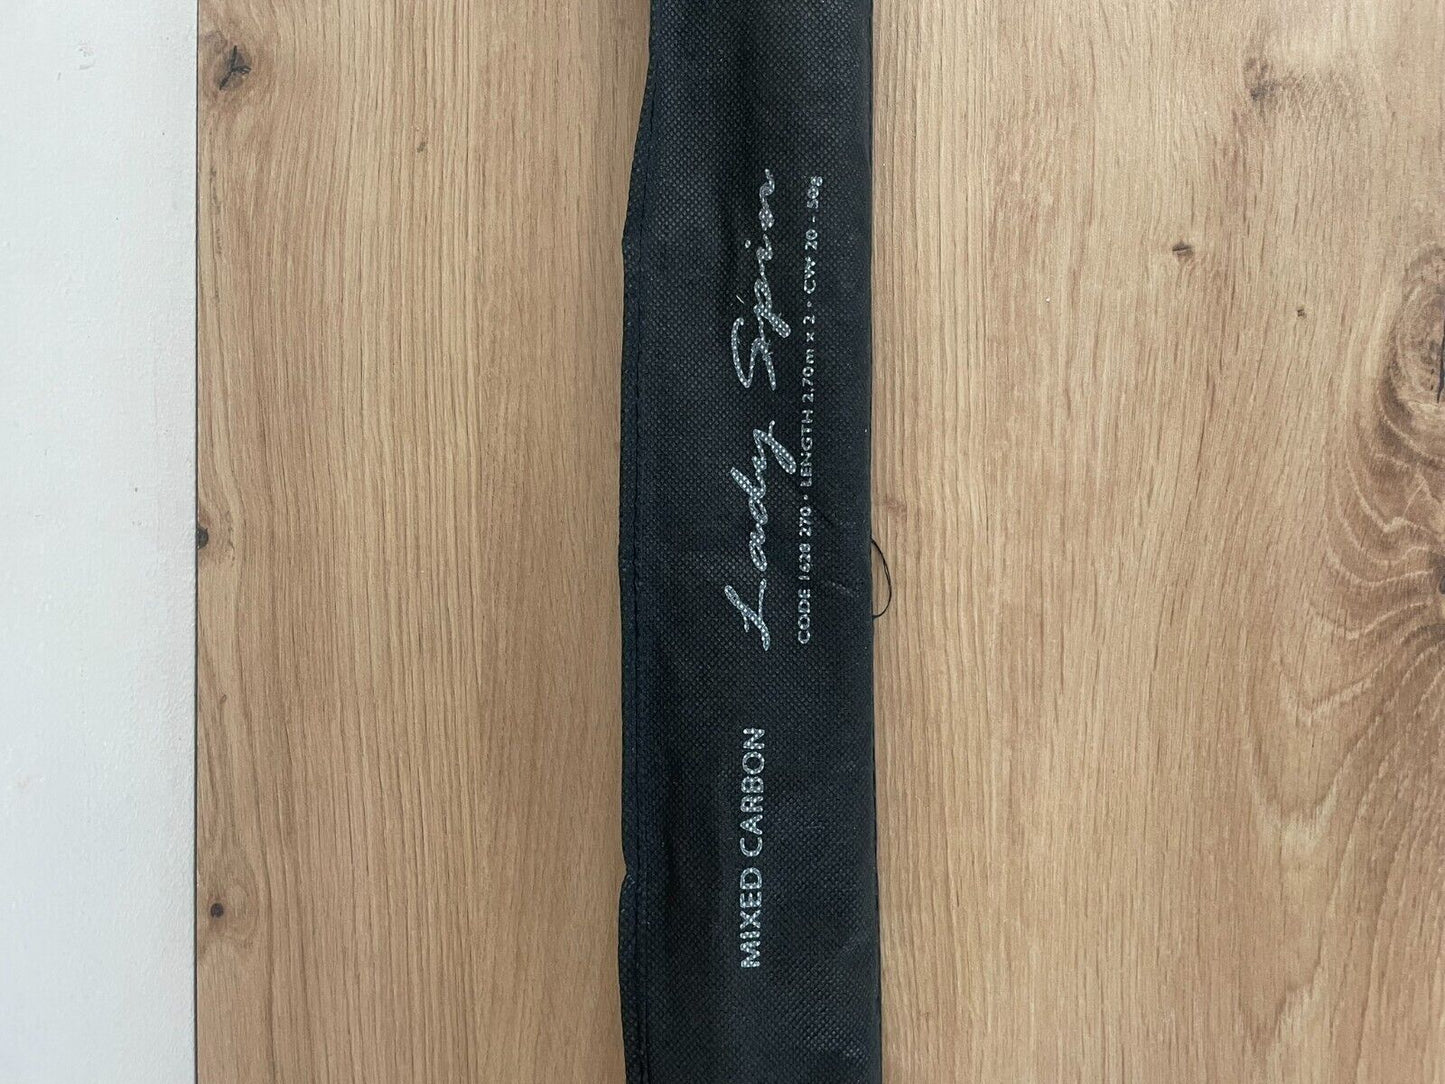 MIXED CARBON
Lady Spin
CODE 1628 270 • LENGTH 2.70m x 2 • CW 20 - 50g